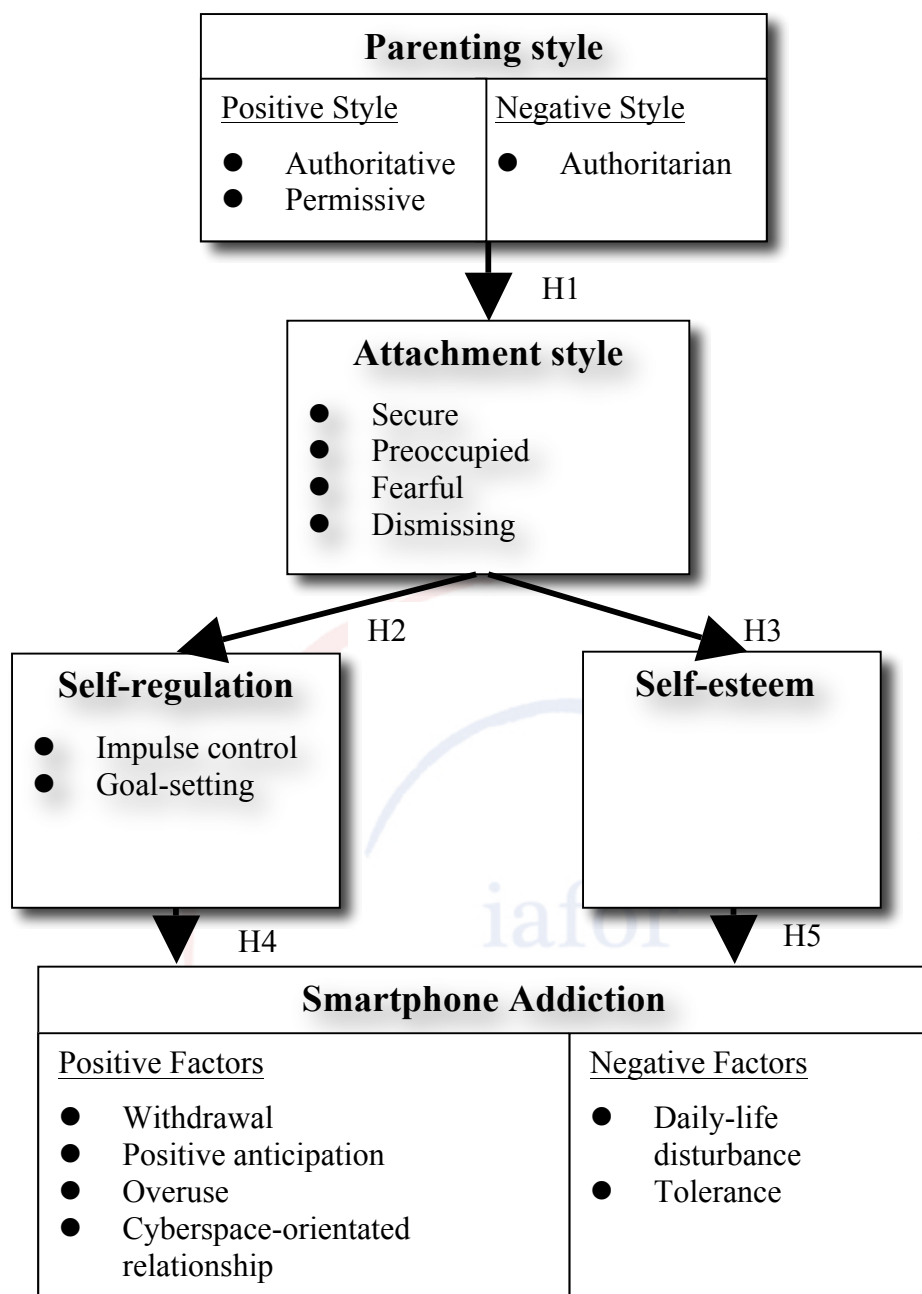 Parenting style
Positive Style
● Authoritative
● Permissive
Negative Style
● Authoritarian
H1
Attachment style
● Secure
● Preoccupied
● Fearful
● Dismissing
H2
H3
Self-regulation
● Impulse control
● Goal-setting
Self-esteem
iafor
H4
H5
Smartphone Addiction
Positive Factors
● Withdrawal
● Positive anticipation
● Overuse
● Cyberspace-orientated
relationship
Negative Factors
● Daily-life
disturbance
● Tolerance